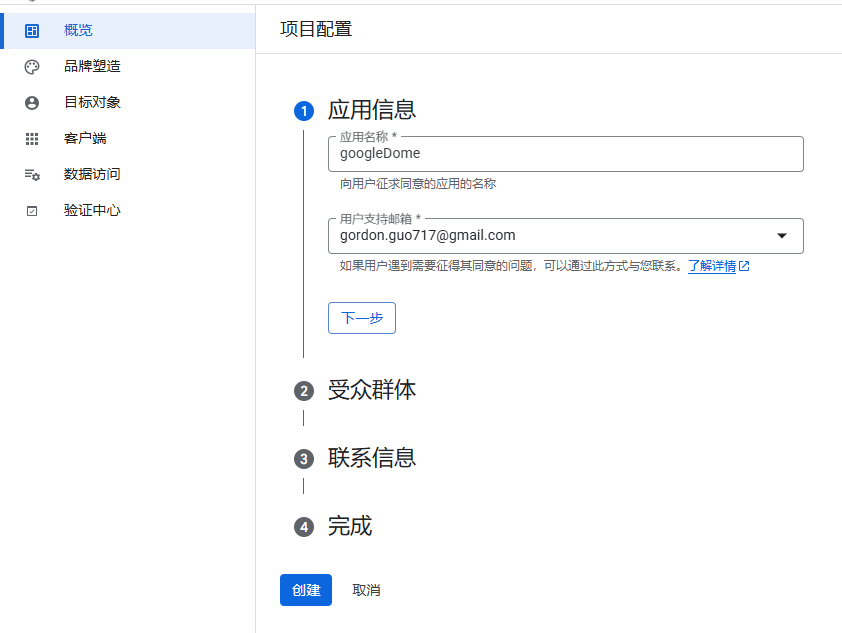 概览
品牌塑造
目标对象
客户端
数据访问
验证中心
项目配置
1 应用信息
应用名称 *
googleDome
向用户征求同意的应用的名称
用户支持邮箱 *
gordon.guo717@gmail.com
如果用户遇到需要征得其同意的问题，可以通过此方式与您联系。了解详情
下一步
2 受众群体
3 联系信息
4 完成
创建 取消